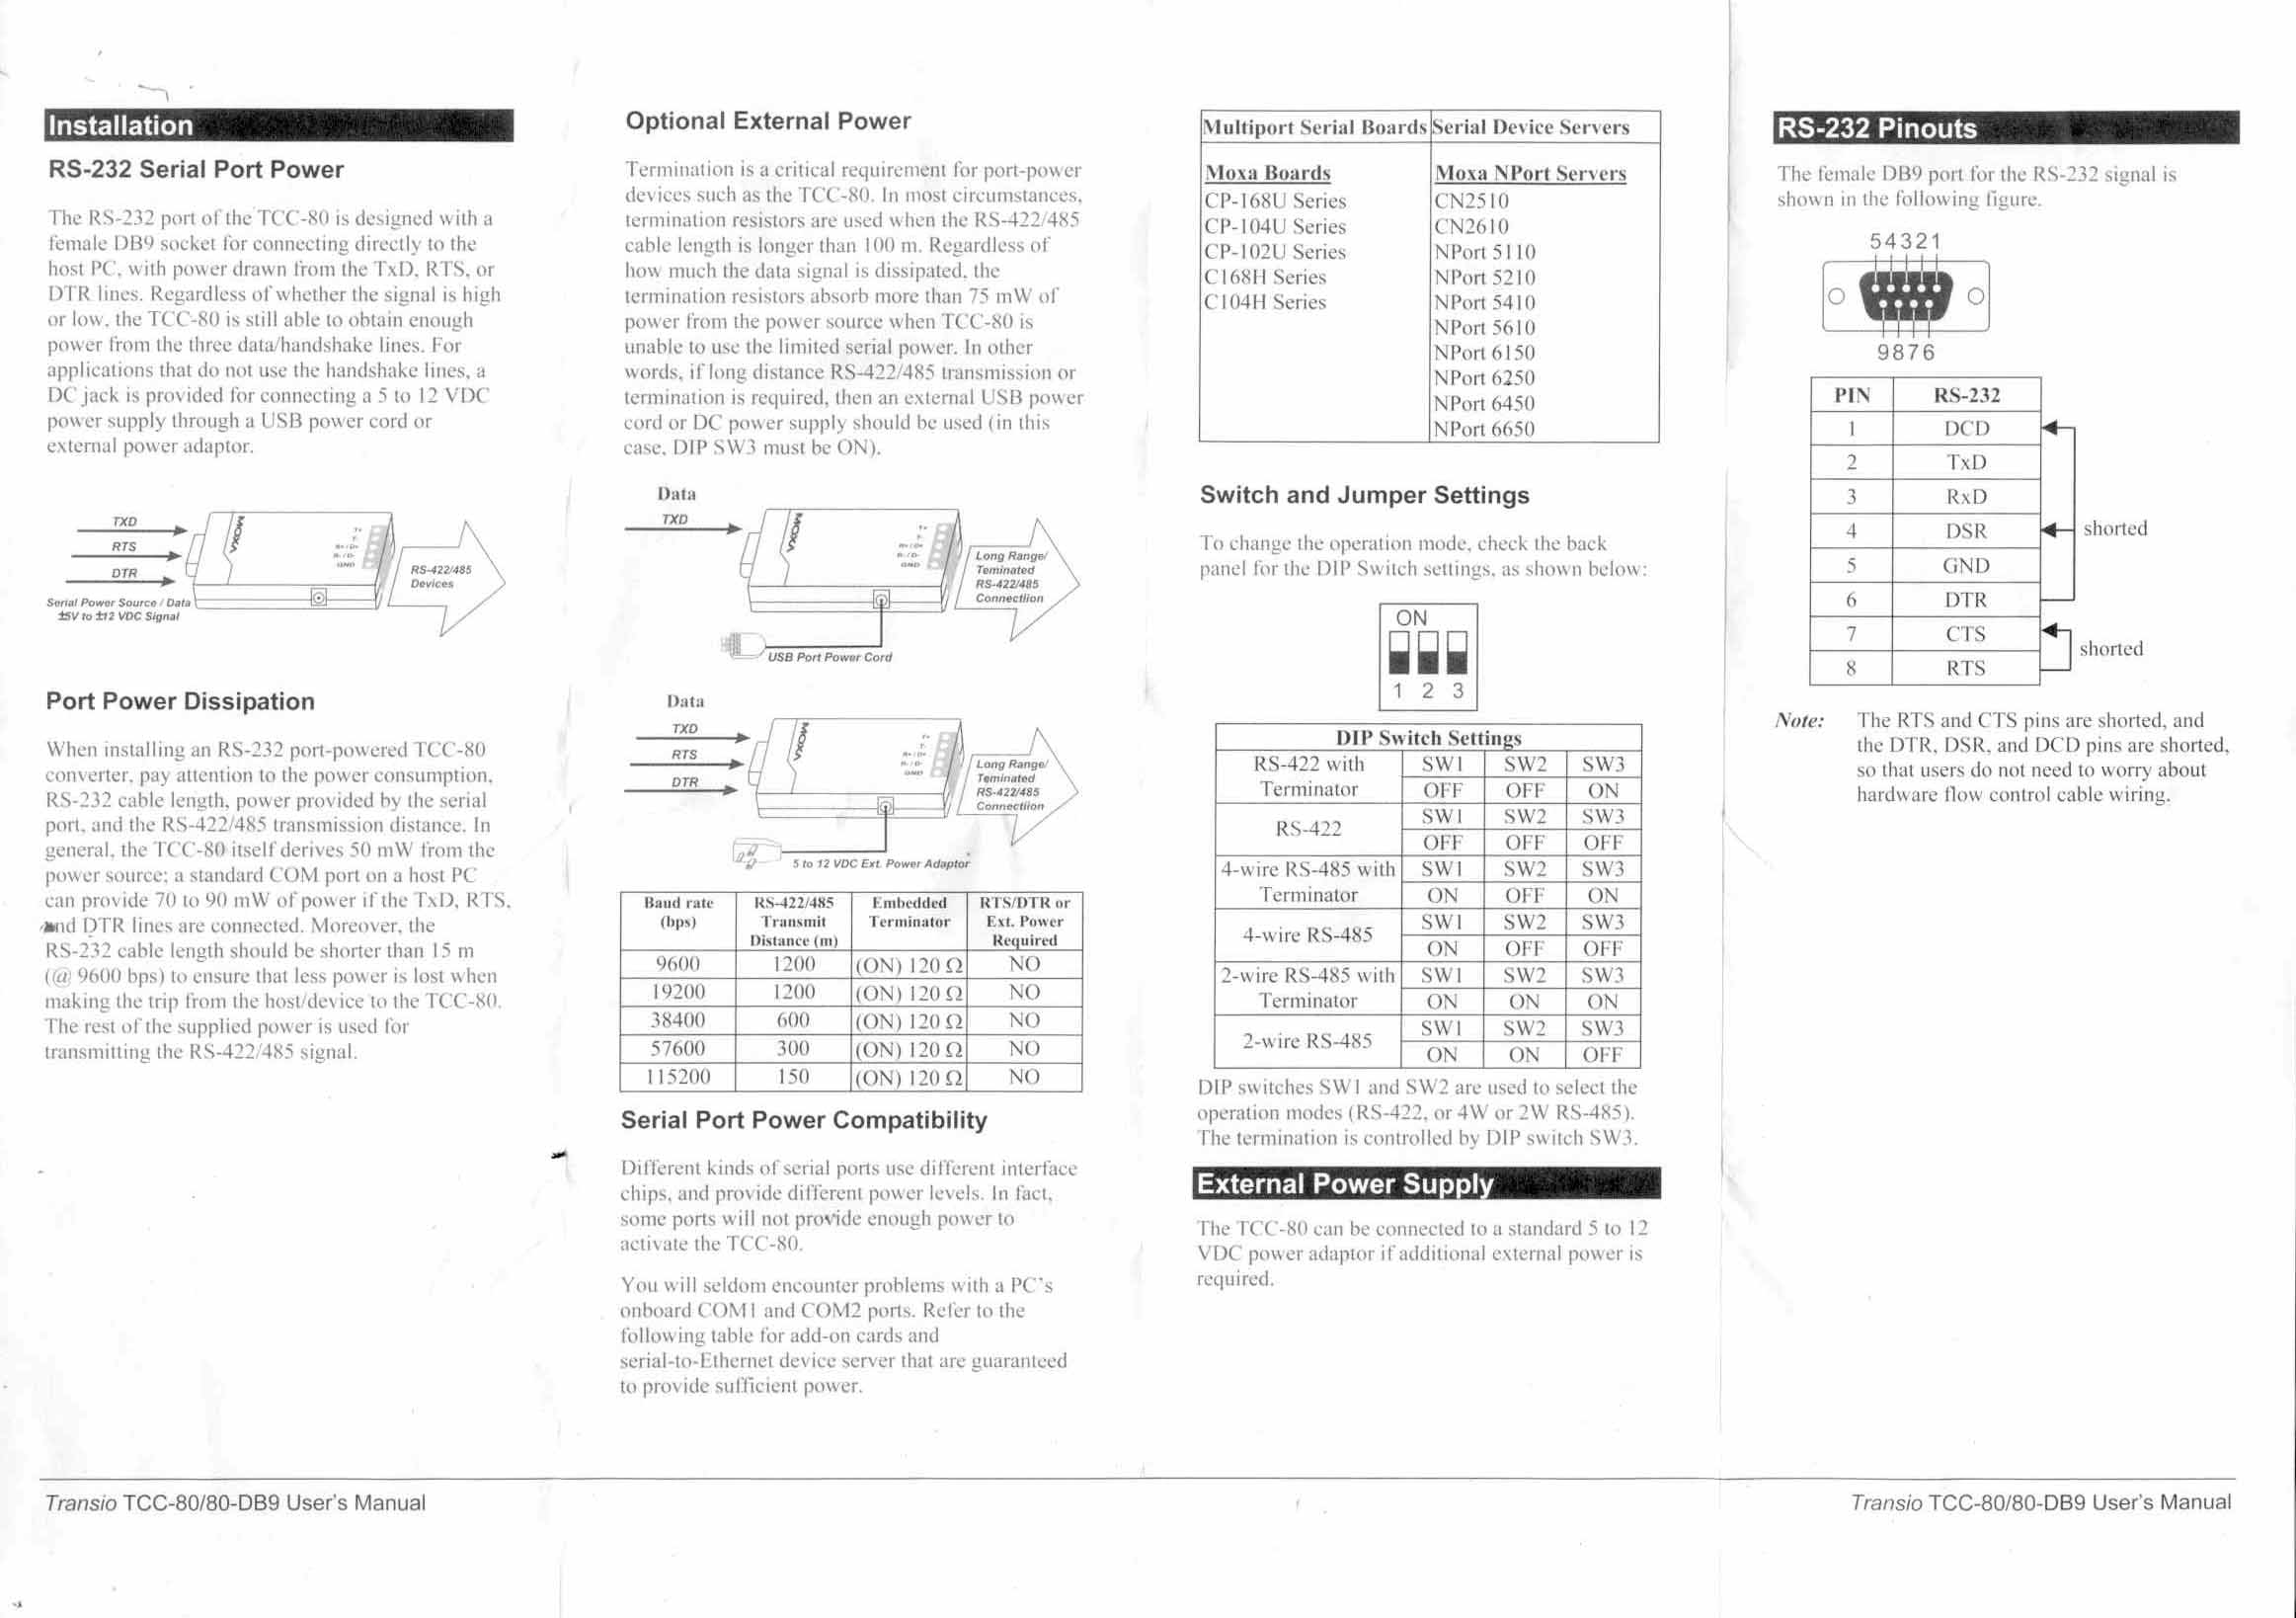 Installation
RS-232 Serial Port Power
The RS-232 port of the TCC-80 is designed with a
female DB9 socket for connecting directly to the
host PC, with power drawn from the TxD, RTS, or
DTR lines. Regardless of whether the signal is high
or low, the TCC-80 is still able to obtain enough
power from the three data/handshake lines. For
applications that do not use the handshake lines, a
DC jack is provided for connecting a 5 to 12 VDC
power supply through a USB power cord or
external power adaptor.
TXD
RTS
DTR
Serial Power Source / Data
±5V to ±12 VDC Signal
MOXA
T+
T-
R+ / D+
R- / D-
GND
RS-422/485
Devices
Port Power Dissipation
When installing an RS-232 port-powered TCC-80
converter, pay attention to the power consumption,
RS-232 cable length, power provided by the serial
port, and the RS-422/485 transmission distance. In
general, the TCC-80 itself derives 50 mW from the
power source; a standard COM port on a host PC
can provide 70 to 90 mW of power if the TxD, RTS,
and DTR lines are connected. Moreover, the
RS-232 cable length should be shorter than 15 m
(@ 9600 bps) to ensure that less power is lost when
making the trip from the host/device to the TCC-80.
The rest of the supplied power is used for
transmitting the RS-422/485 signal.
Optional External Power
Termination is a critical requirement for port-power
devices such as the TCC-80. In most circumstances,
termination resistors are used when the RS-422/485
cable length is longer than 100 m. Regardless of
how much the data signal is dissipated, the
termination resistors absorb more than 75 mW of
power from the power source when TCC-80 is
unable to use the limited serial power. In other
words, if long distance RS-422/485 transmission or
termination is required, then an external USB power
cord or DC power supply should be used (in this
case, DIP SW3 must be ON).
Data
TXD
MOXA
T+
T-
R+ / D+
R- / D-
GND
Long Range/
Teminated
RS-422/485
Connectiion
USB Port Power Cord
Data
TXD
RTS
DTR
MOXA
T+
T-
R+ / D+
R- / D-
GND
Long Range/
Teminated
RS-422/485
Connectiion
5 to 12 VDC Ext. Power Adaptor
Baud rate (bps) RS-422/485 Transmit Distance (m) Embedded Terminator RTS/DTR or Ext. Power Required
9600 1200 (ON) 120 Ω NO
19200 1200 (ON) 120 Ω NO
38400 600 (ON) 120 Ω NO
57600 300 (ON) 120 Ω NO
115200 150 (ON) 120 Ω NO
Serial Port Power Compatibility
Different kinds of serial ports use different interface
chips, and provide different power levels. In fact,
some ports will not provide enough power to
activate the TCC-80.
You will seldom encounter problems with a PC's
onboard COM1 and COM2 ports. Refer to the
following table for add-on cards and
serial-to-Ethernet device server that are guaranteed
to provide sufficient power.
Multiport Serial Boards Serial Device Servers
Moxa Boards Moxa NPort Servers
CP-168U Series CN2510
CP-104U Series CN2610
CP-102U Series NPort 5110
C168H Series NPort 5210
C104H Series NPort 5410
NPort 5610
NPort 6150
NPort 6250
NPort 6450
NPort 6650
Switch and Jumper Settings
To change the operation mode, check the back
panel for the DIP Switch settings, as shown below:
ON
1 2 3
DIP Switch Settings
RS-422 with Terminator SW1 SW2 SW3
OFF OFF ON
RS-422 SW1 SW2 SW3
OFF OFF OFF
4-wire RS-485 with Terminator SW1 SW2 SW3
ON OFF ON
4-wire RS-485 SW1 SW2 SW3
ON OFF OFF
2-wire RS-485 with Terminator SW1 SW2 SW3
ON ON ON
2-wire RS-485 SW1 SW2 SW3
ON ON OFF
DIP switches SW1 and SW2 are used to select the
operation modes (RS-422, or 4W or 2W RS-485).
The termination is controlled by DIP switch SW3.
External Power Supply
The TCC-80 can be connected to a standard 5 to 12
VDC power adaptor if additional external power is
required.
RS-232 Pinouts
The female DB9 port for the RS-232 signal is
shown in the following figure.
54321
9876
PIN RS-232
1 DCD
2 TxD
3 RxD
4 DSR shorted
5 GND
6 DTR
7 CTS shorted
8 RTS
Note: The RTS and CTS pins are shorted, and
the DTR, DSR, and DCD pins are shorted,
so that users do not need to worry about
hardware flow control cable wiring.
Transio TCC-80/80-DB9 User's Manual
Transio TCC-80/80-DB9 User's Manual